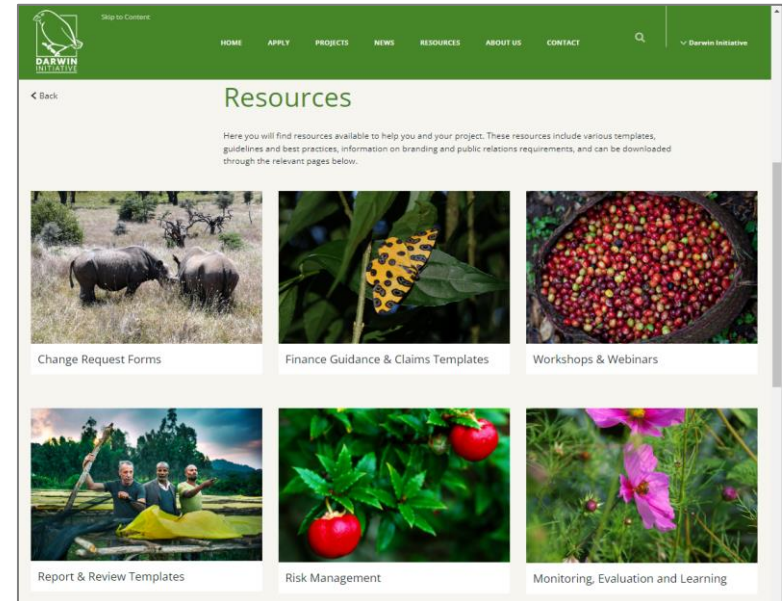 Skip to Content
DARWIN
INITIATIVE
HOME APPLY PROJECTS NEWS RESOURCES ABOUT US CONTACT
Darwin Initiative
Back
Resources
Here you will find resources available to help you and your project. These resources include various templates,
guidelines and best practices, information on branding and public relations requirements, and can be downloaded
through the relevant pages below.
Change Request Forms
Finance Guidance & Claims Templates
Workshops & Webinars
Report & Review Templates
Risk Management
Monitoring, Evaluation and Learning